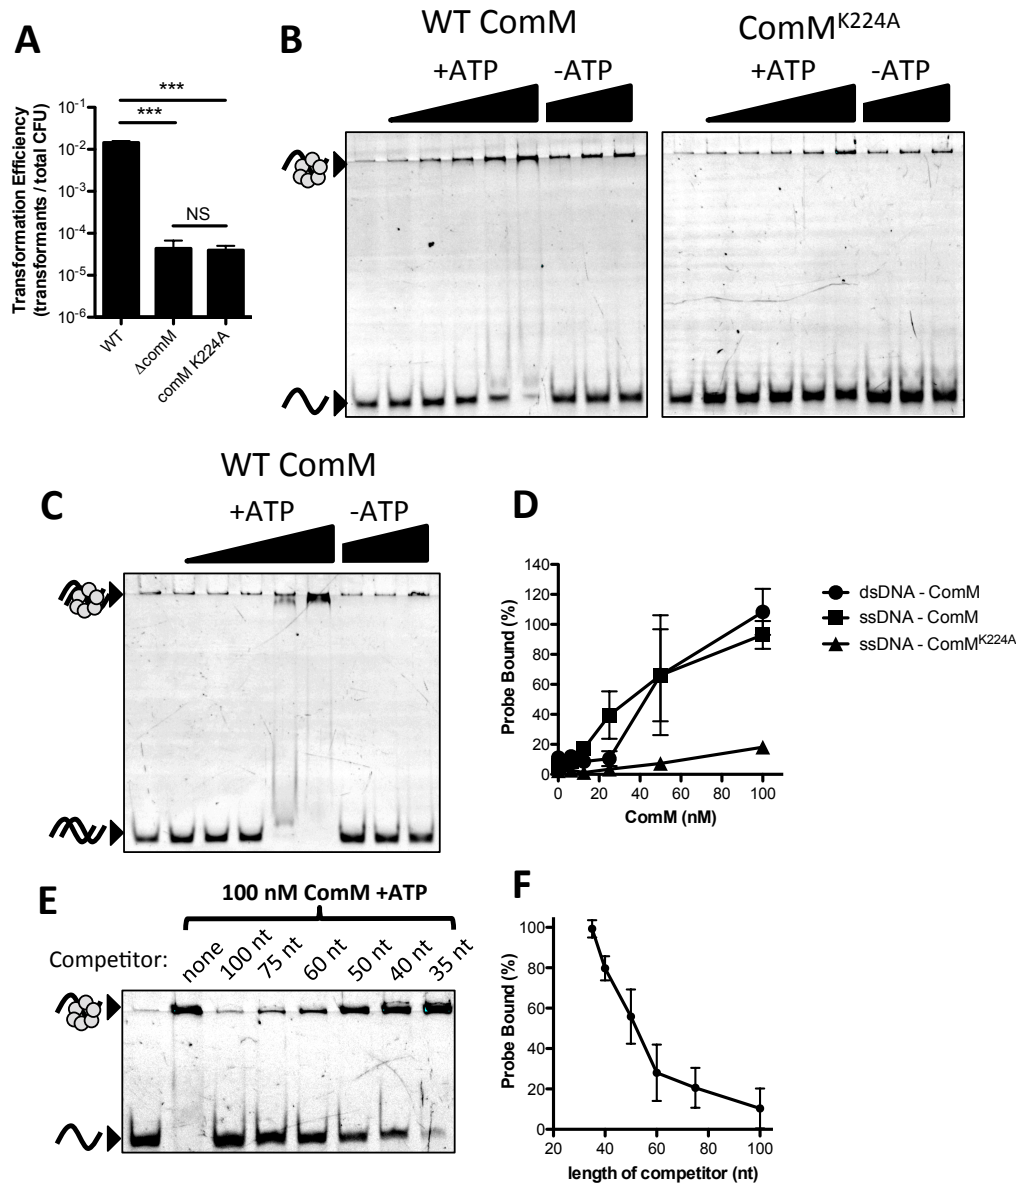 A
Transformation Efficiency
(transformants / total CFU)
10-1
10-2
10-3
10-4
10-5
10-6
***
***
NS
WT
ΔcomM
comM K224A
B
WT ComM
+ATP
-ATP
ComMK224A
+ATP
-ATP
C
WT ComM
+ATP
-ATP
D
Probe Bound (%)
140
120
100
80
60
40
20
0
0 20 40 60 80 100
ComM (nM)
dsDNA - ComM
ssDNA - ComM
ssDNA - ComMK224A
E
100 nM ComM +ATP
Competitor: none 100 nt 75 nt 60 nt 50 nt 40 nt 35 nt
F
Probe Bound (%)
100
80
60
40
20
0
20 40 60 80 100
length of competitor (nt)